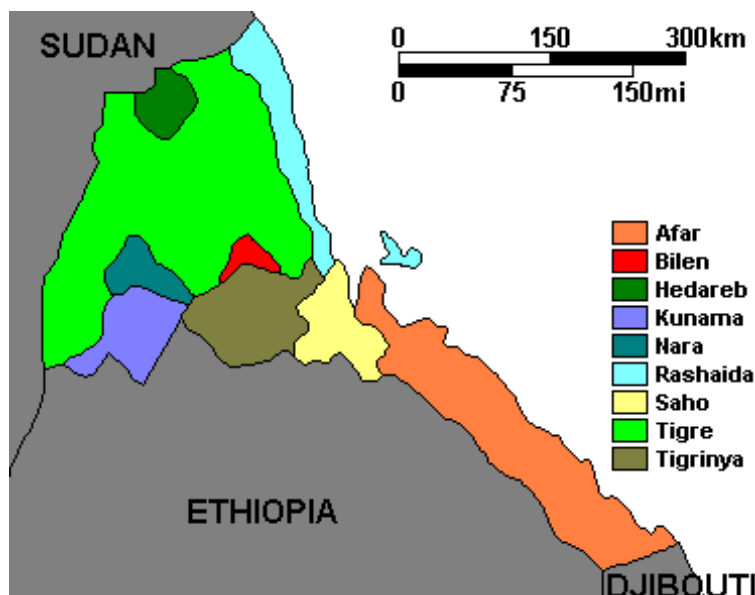 SUDAN
0 150 300km
0 75 150mi
Afar
Bilen
Hedareb
Kunama
Nara
Rashaida
Saho
Tigre
Tigrinya
ETHIOPIA
DJIBOUTI